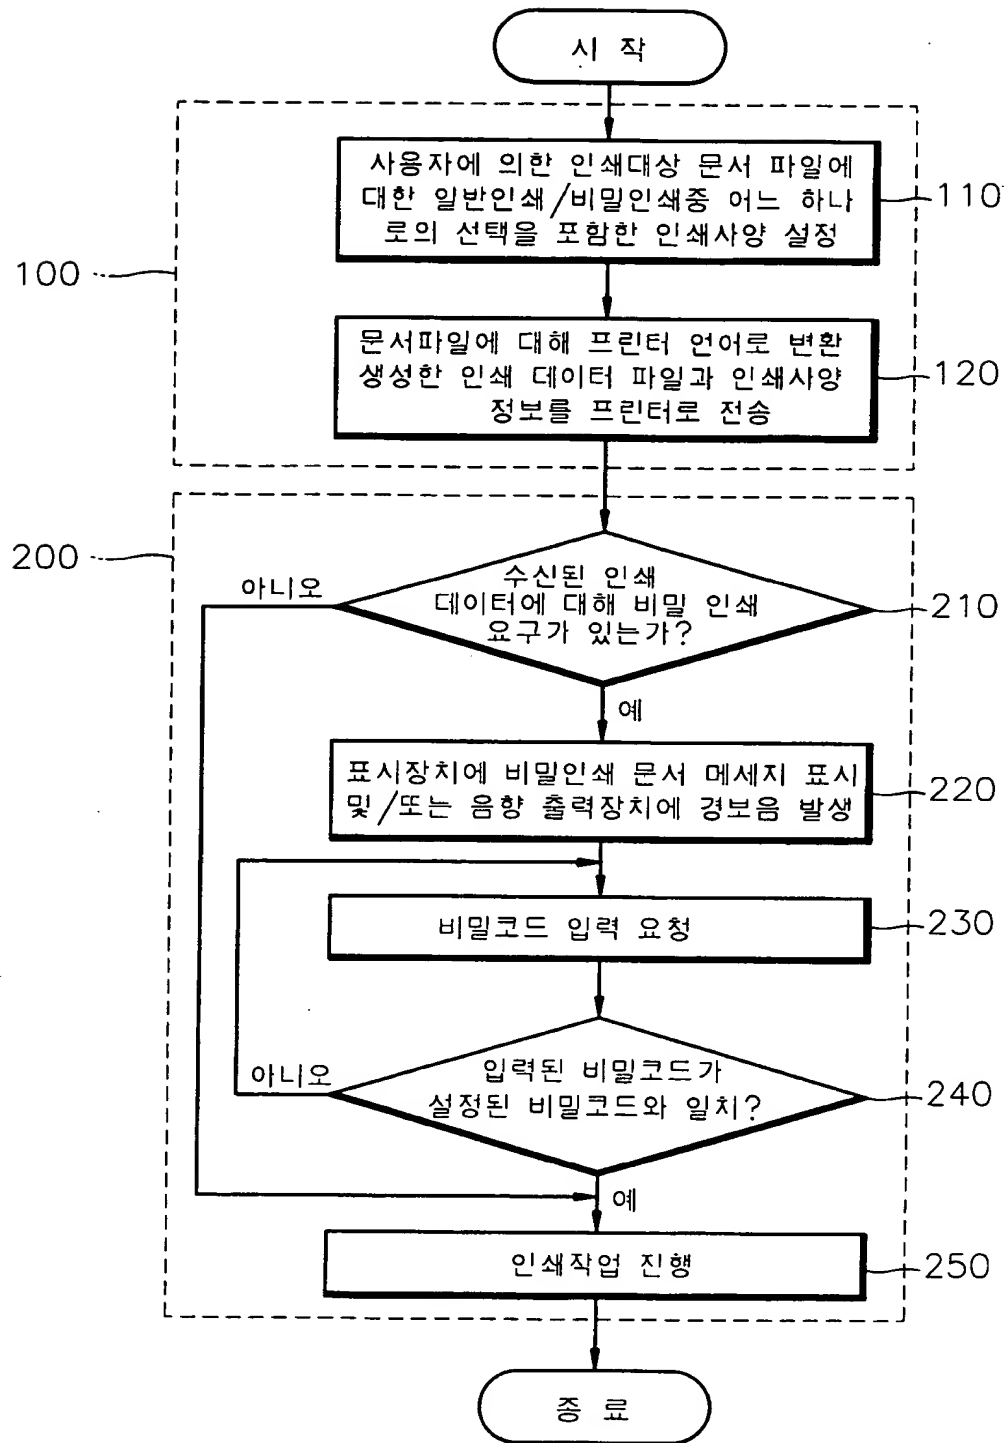 시 작
사용자에 의한 인쇄대상 문서 파일에
대한 일반인쇄/비밀인쇄중 어느 하나
로의 선택을 포함한 인쇄사양 설정
110
100
문서파일에 대해 프린터 언어로 변환
생성한 인쇄 데이터 파일과 인쇄사양
정보를 프린터로 전송
120
200
아니오
수신된 인쇄
데이터에 대해 비밀 인쇄
요구가 있는가?
210
예
표시장치에 비밀인쇄 문서 메세지 표시
및/또는 음향 출력장치에 경보음 발생
220
비밀코드 입력 요청
230
아니오
입력된 비밀코드가
설정된 비밀코드와 일치?
240
예
인쇄작업 진행
250
종 료